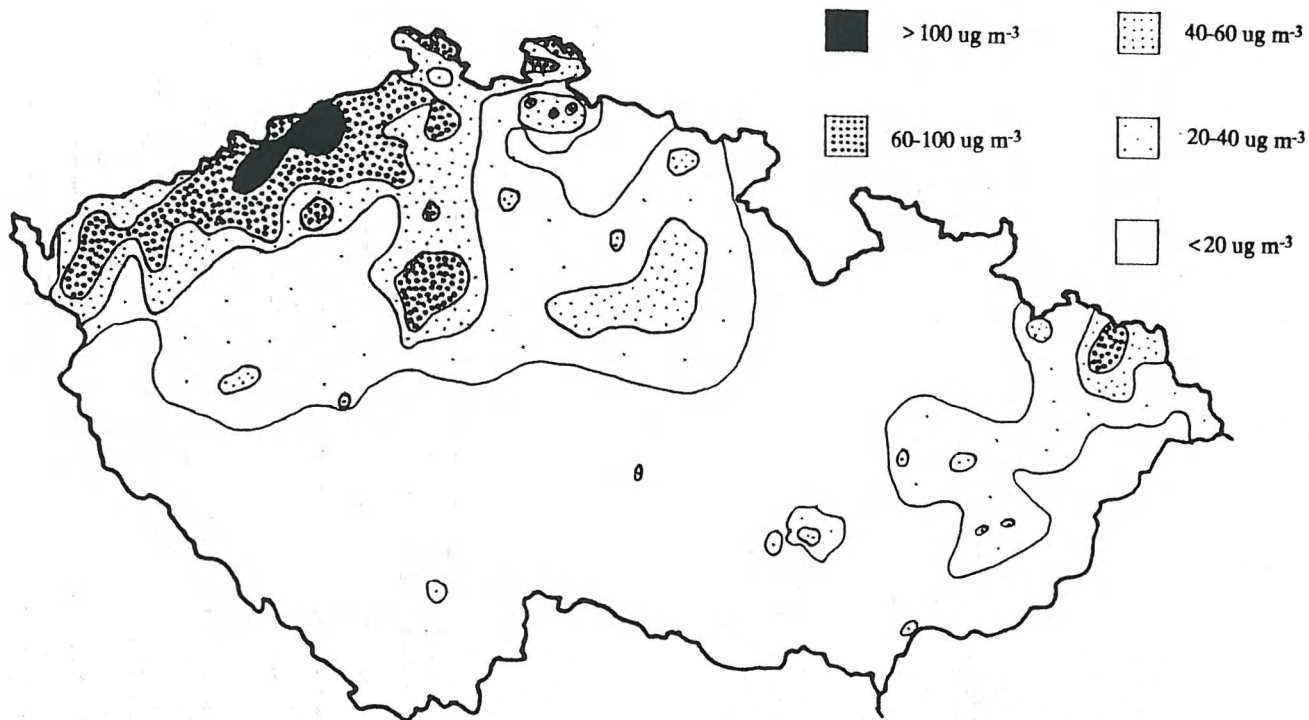 > 100 ug m⁻³
40-60 ug m⁻³
60-100 ug m⁻³
20-40 ug m⁻³
<20 ug m⁻³